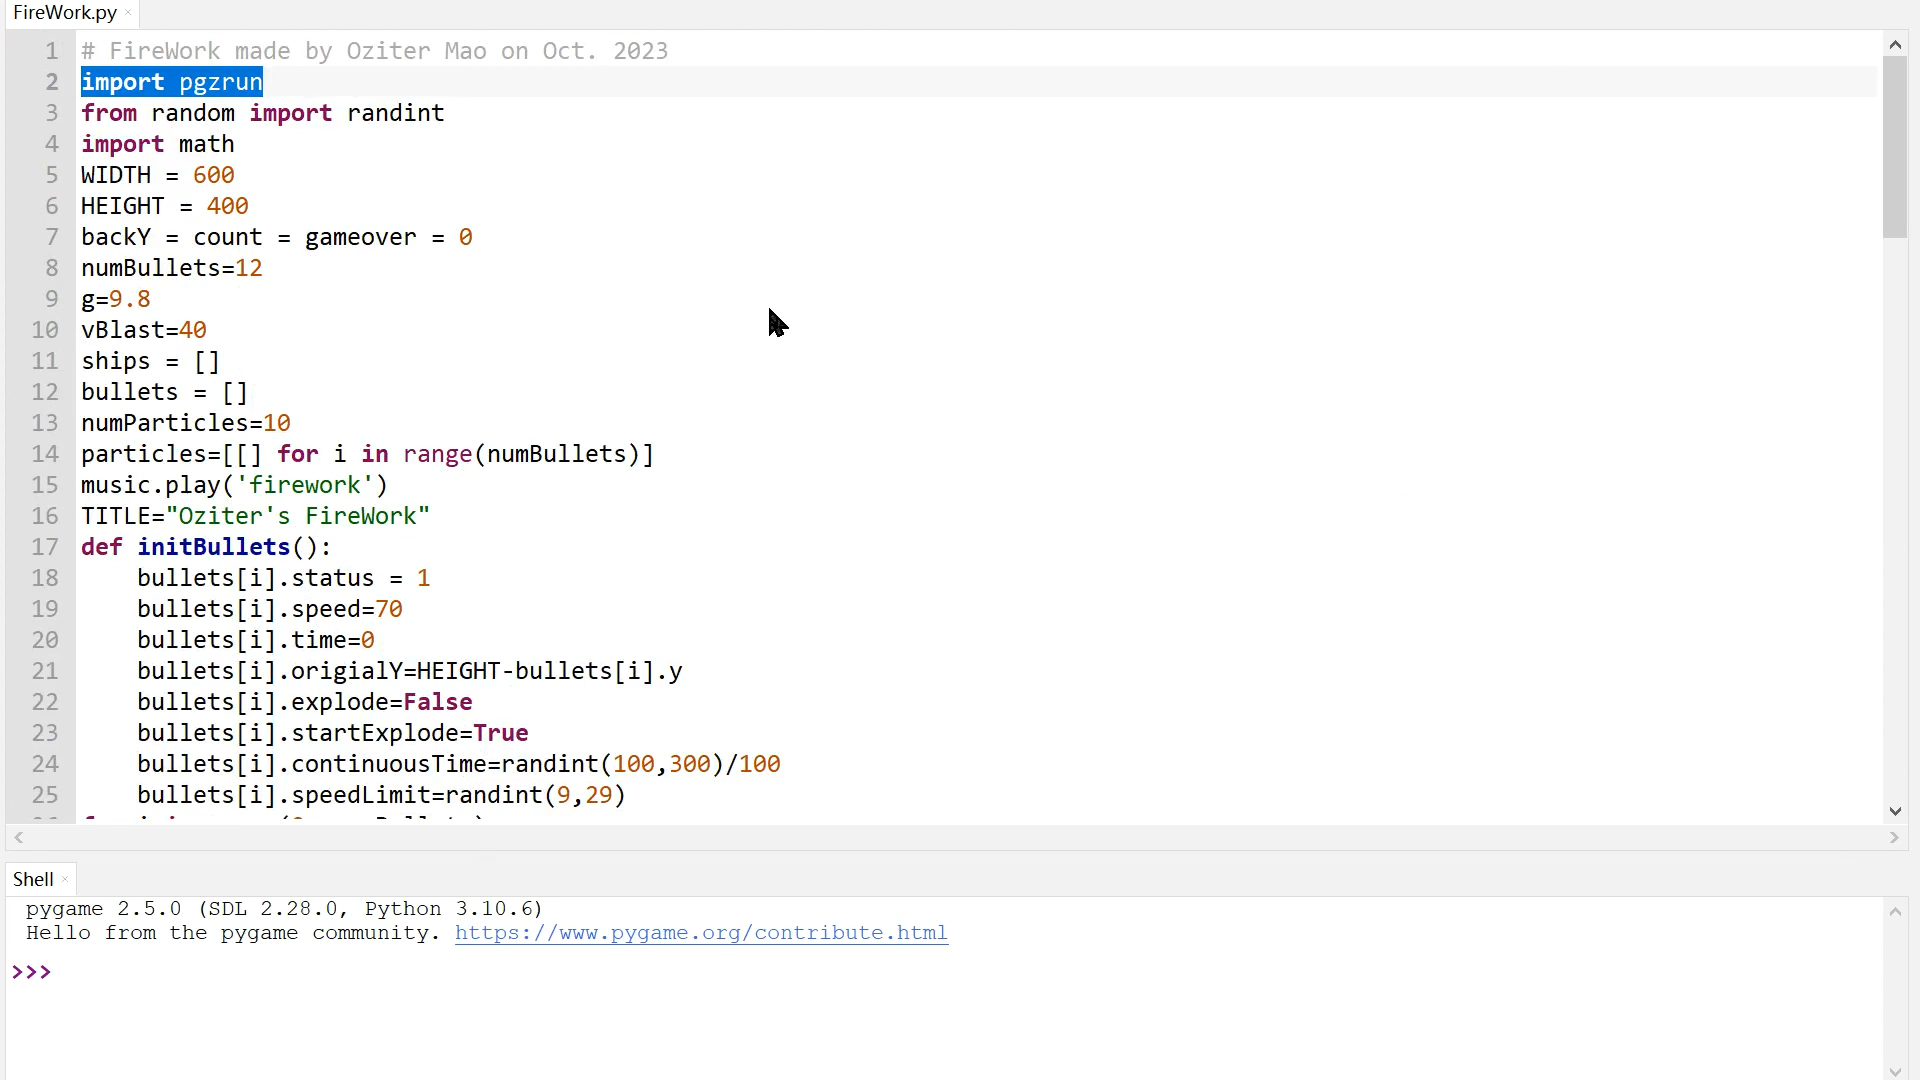 FireWork.py ×
1 # FireWork made by Oziter Mao on Oct. 2023
2 import pgzrun
3 from random import randint
4 import math
5 WIDTH = 600
6 HEIGHT = 400
7 backY = count = gameover = 0
8 numBullets=12
9 g=9.8
10 vBlast=40
11 ships = []
12 bullets = []
13 numParticles=10
14 particles=[[] for i in range(numBullets)]
15 music.play('firework')
16 TITLE="Oziter's FireWork"
17 def initBullets():
18     bullets[i].status = 1
19     bullets[i].speed=70
20     bullets[i].time=0
21     bullets[i].origialY=HEIGHT-bullets[i].y
22     bullets[i].explode=False
23     bullets[i].startExplode=True
24     bullets[i].continuousTime=randint(100,300)/100
25     bullets[i].speedLimit=randint(9,29)
Shell ×
pygame 2.5.0 (SDL 2.28.0, Python 3.10.6)
Hello from the pygame community. https://www.pygame.org/contribute.html
>>>